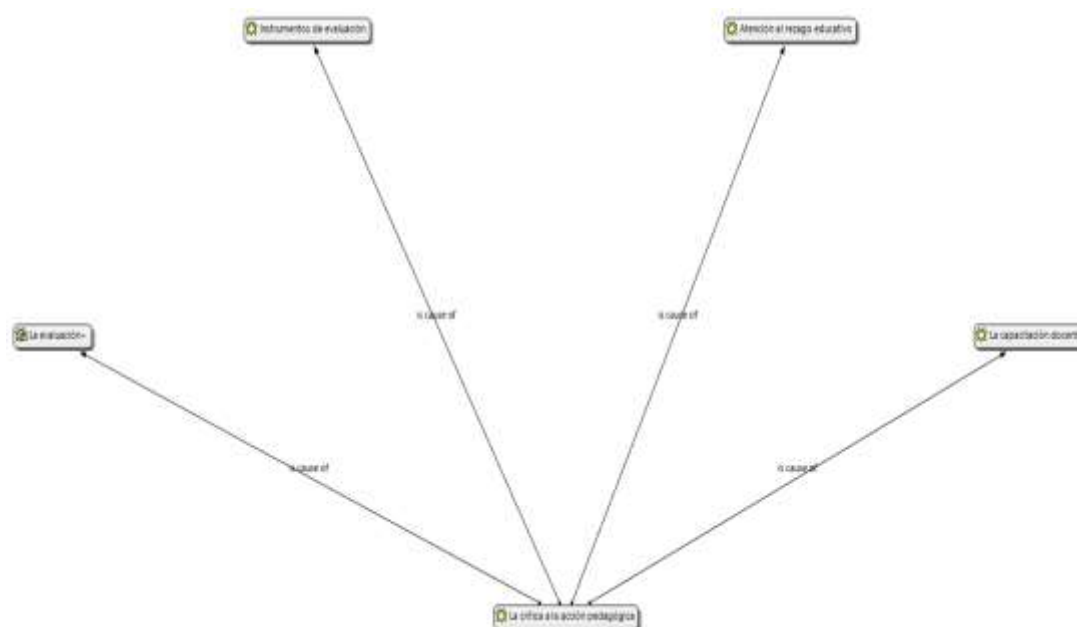 Instrumentos de evaluación
Atención al rezago educativo
is cause of
is cause of
La evaluación~
La capacitación docent
is cause of
is cause of
La crítica a la acción pedagógica